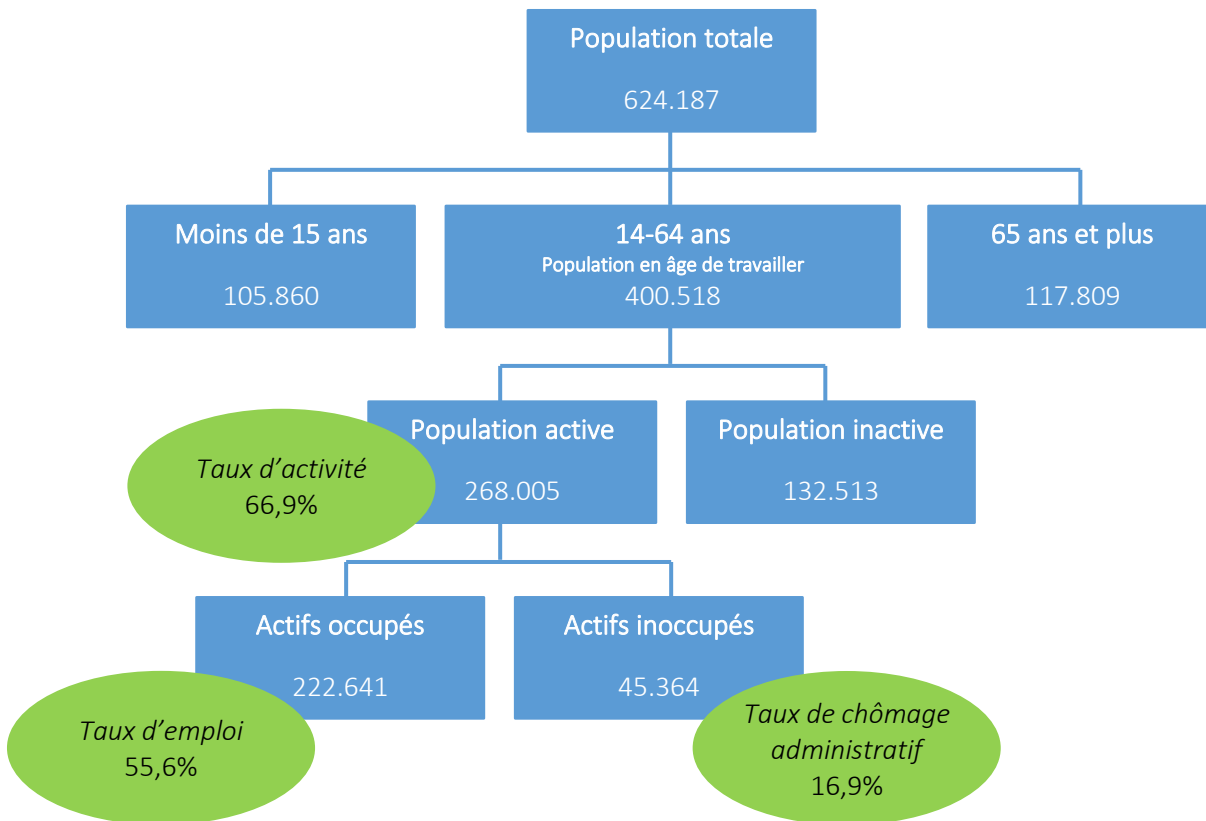 Population totale
624.187
Moins de 15 ans
105.860
14-64 ans
Population en âge de travailler
400.518
65 ans et plus
117.809
Population active
268.005
Population inactive
132.513
Taux d'activité
66,9%
Actifs occupés
222.641
Actifs inoccupés
45.364
Taux d'emploi
55,6%
Taux de chômage
administratif
16,9%